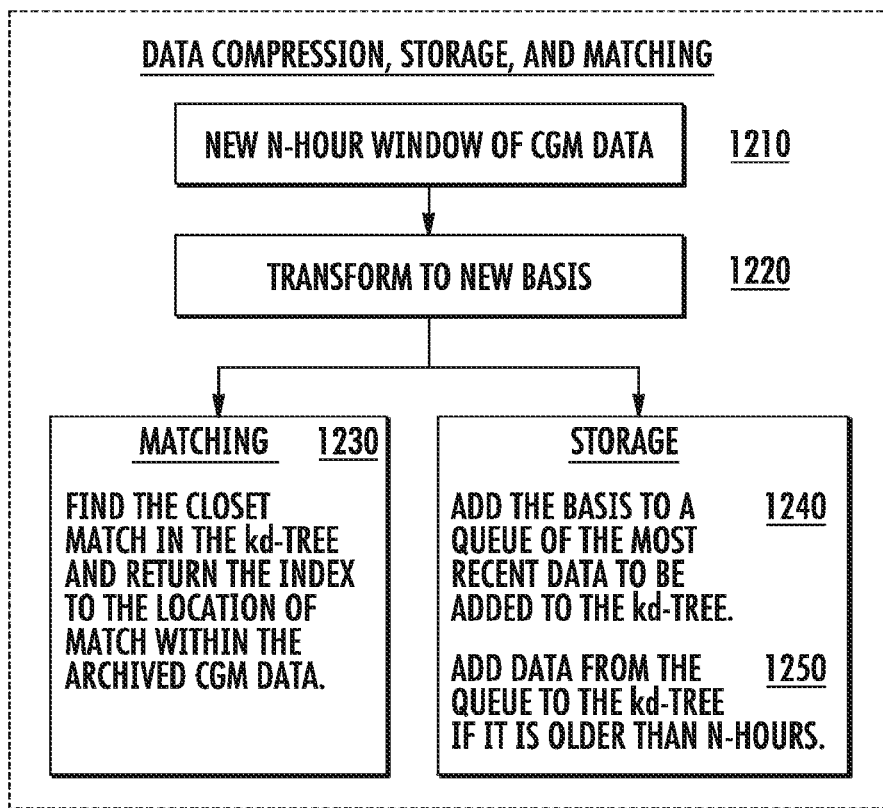 DATA COMPRESSION, STORAGE, AND MATCHING
NEW N-HOUR WINDOW OF CGM DATA 1210
TRANSFORM TO NEW BASIS 1220
MATCHING 1230
FIND THE CLOSET
MATCH IN THE kd-TREE
AND RETURN THE INDEX
TO THE LOCATION OF
MATCH WITHIN THE
ARCHIVED CGM DATA.
STORAGE
ADD THE BASIS TO A 1240
QUEUE OF THE MOST
RECENT DATA TO BE
ADDED TO THE kd-TREE.
ADD DATA FROM THE 1250
QUEUE TO THE kd-TREE
IF IT IS OLDER THAN N-HOURS.